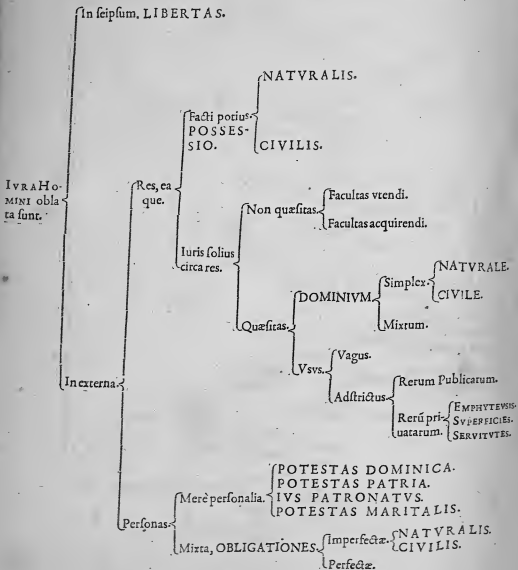 In ſeipſum. LIBERTAS.
NATVRALIS.
Facti potius
POSSES-
SIO.
CIVILIS.
IVRA HO-
MINI obla
ta ſunt.
Res, ea
que.
Non quæſitas.
Facultas vtendi.
Facultas acquirendi.
Iuris ſolius
circa res.
NATVRALE.
Simplex.
DOMINIVM.
CIVILE.
Quæſitas.
Mixtum.
Vſvs.
Vagus.
In externa.
Adſtrictus
Rerum Publicarum.
Rerū pri-
uatarum.
EMPHYTEVSIS.
SVPERFICIES.
SERVITVTES.
POTESTAS DOMINICA.
POTESTAS PATRIA.
Merè perſonalia.
IVS PATRONATVS.
POTESTAS MARITALIS.
Perſonas.
Mixta, OBLIGATIONES.
Imperfectæ.
NATVRALIS.
CIVILIS.
Perfectæ.